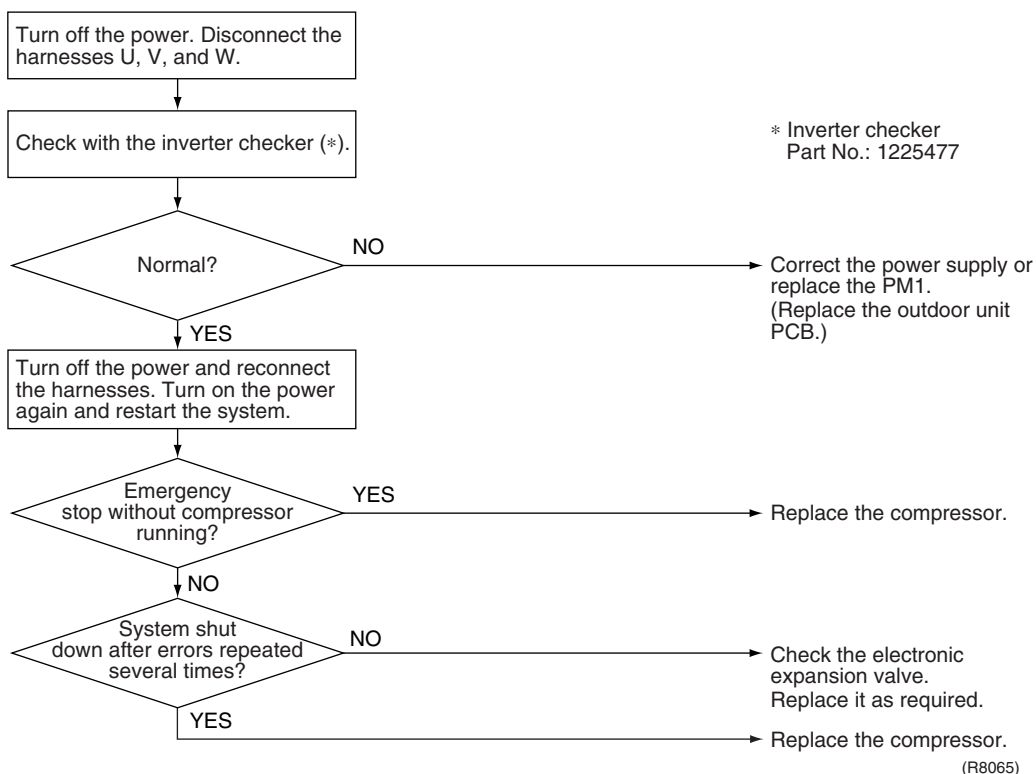 Turn off the power. Disconnect the
harnesses U, V, and W.
Check with the inverter checker (*).
* Inverter checker
Part No.: 1225477
Normal?
NO
Correct the power supply or
replace the PM1.
(Replace the outdoor unit
PCB.)
YES
Turn off the power and reconnect
the harnesses. Turn on the power
again and restart the system.
Emergency
stop without compressor
running?
YES
Replace the compressor.
NO
System shut
down after errors repeated
several times?
NO
Check the electronic
expansion valve.
Replace it as required.
YES
Replace the compressor.
(R8065)